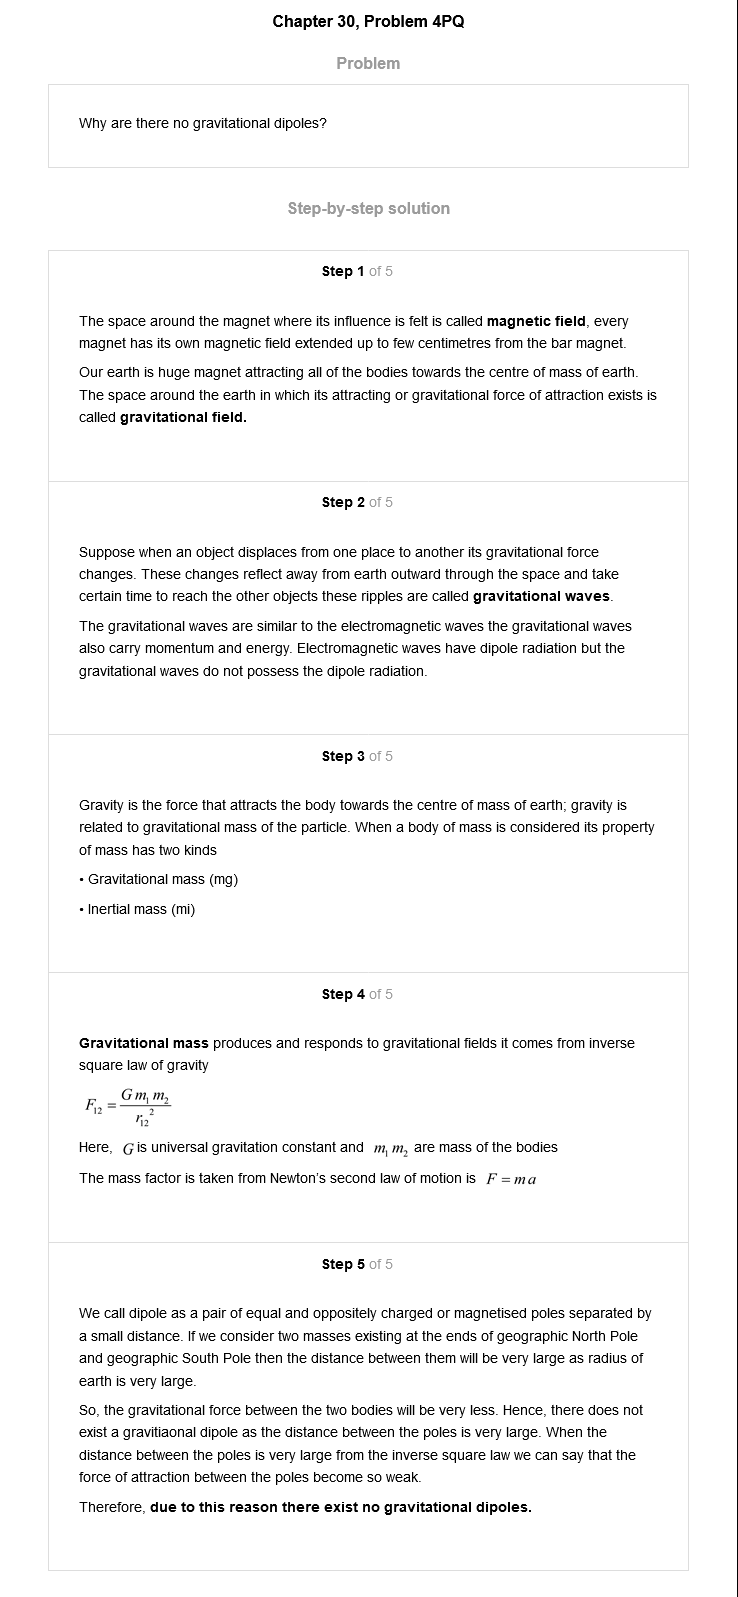 Chapter 30, Problem 4PQ
Problem
Why are there no gravitational dipoles?
Step-by-step solution
Step 1 of 5
The space around the magnet where its influence is felt is called magnetic field, every
magnet has its own magnetic field extended up to few centimetres from the bar magnet.
Our earth is huge magnet attracting all of the bodies towards the centre of mass of earth.
The space around the earth in which its attracting or gravitational force of attraction exists is
called gravitational field.
Step 2 of 5
Suppose when an object displaces from one place to another its gravitational force
changes. These changes reflect away from earth outward through the space and take
certain time to reach the other objects these ripples are called gravitational waves.
The gravitational waves are similar to the electromagnetic waves the gravitational waves
also carry momentum and energy. Electromagnetic waves have dipole radiation but the
gravitational waves do not possess the dipole radiation.
Step 3 of 5
Gravity is the force that attracts the body towards the centre of mass of earth; gravity is
related to gravitational mass of the particle. When a body of mass is considered its property
of mass has two kinds
• Gravitational mass (mg)
• Inertial mass (mi)
Step 4 of 5
Gravitational mass produces and responds to gravitational fields it comes from inverse
square law of gravity
F₁₂ = G m₁ m₂ / r₁₂²
Here, G is universal gravitation constant and m₁ m₂ are mass of the bodies
The mass factor is taken from Newton's second law of motion is F = m a
Step 5 of 5
We call dipole as a pair of equal and oppositely charged or magnetised poles separated by
a small distance. If we consider two masses existing at the ends of geographic North Pole
and geographic South Pole then the distance between them will be very large as radius of
earth is very large.
So, the gravitational force between the two bodies will be very less. Hence, there does not
exist a gravitiaonal dipole as the distance between the poles is very large. When the
distance between the poles is very large from the inverse square law we can say that the
force of attraction between the poles become so weak.
Therefore, due to this reason there exist no gravitational dipoles.